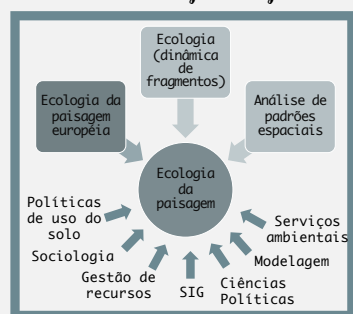 Ecologia
(dinâmica
de
fragmentos)
Ecologia da
paisagem
européia
Análise de
padrões
espaciais
Ecologia
da
paisagem
Políticas
de uso do
solo
Sociologia
Gestão de
recursos
SIG
Ciências
Políticas
Modelagem
Serviços
ambientais